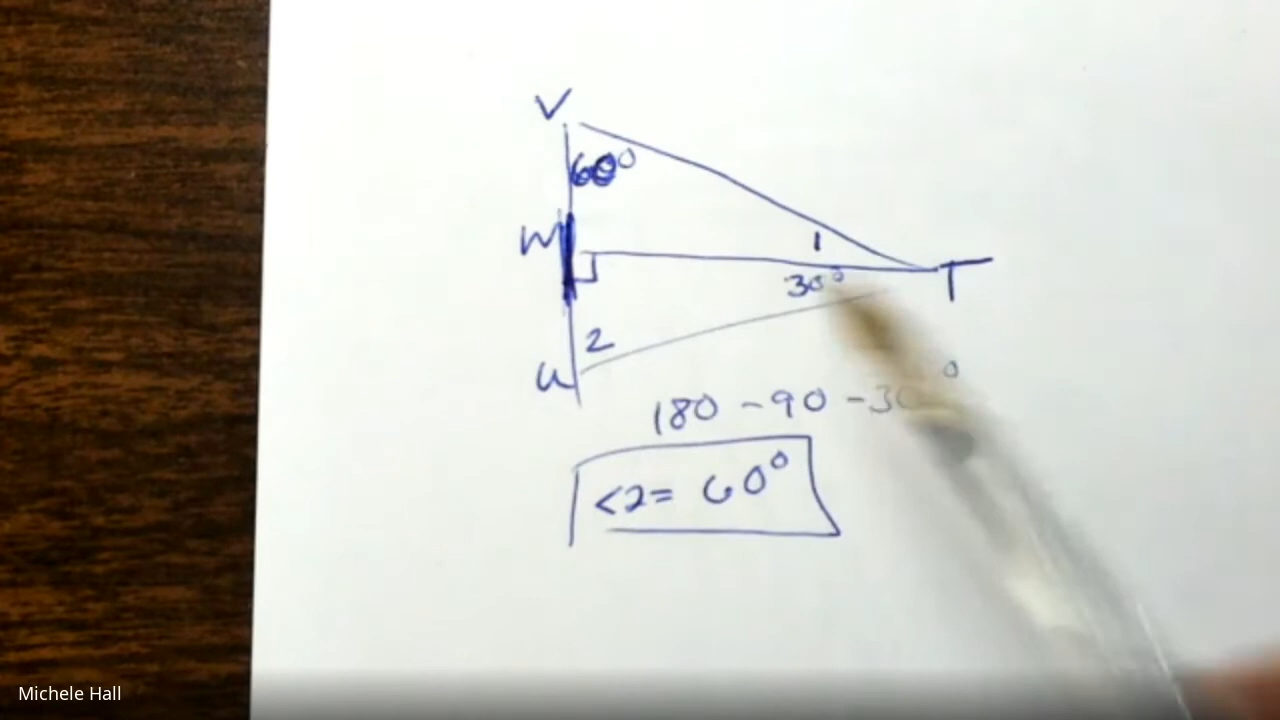 V
60°
W
1
30°
T
2
U
180 - 90 - 30°
<2 = 60°
Michele Hall